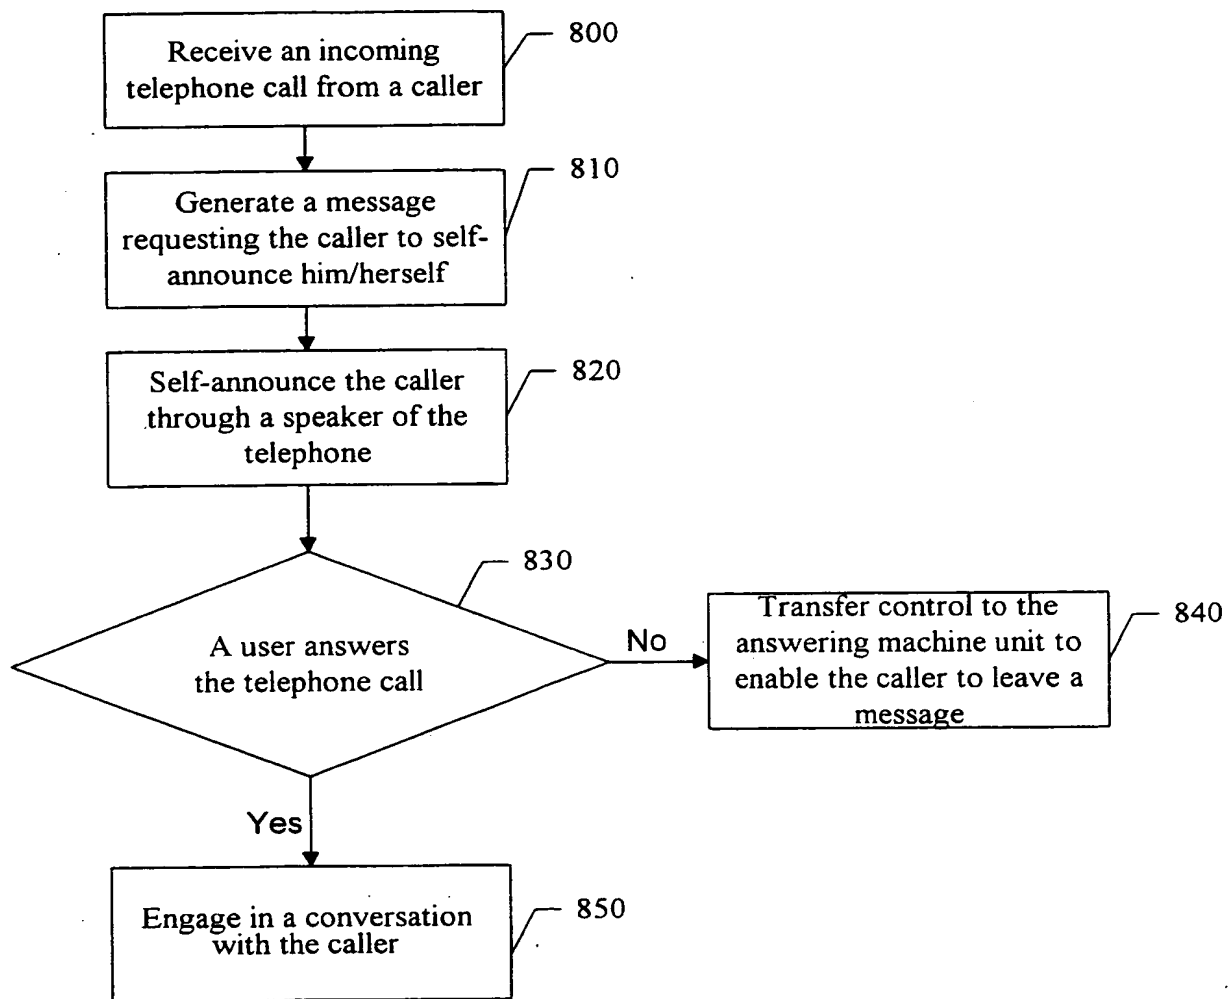 Receive an incoming
telephone call from a caller
800
Generate a message
requesting the caller to self-
announce him/herself
810
Self-announce the caller
through a speaker of the
telephone
820
A user answers
the telephone call
830
No
Transfer control to the
answering machine unit to
enable the caller to leave a
message
840
Yes
Engage in a conversation
with the caller
850